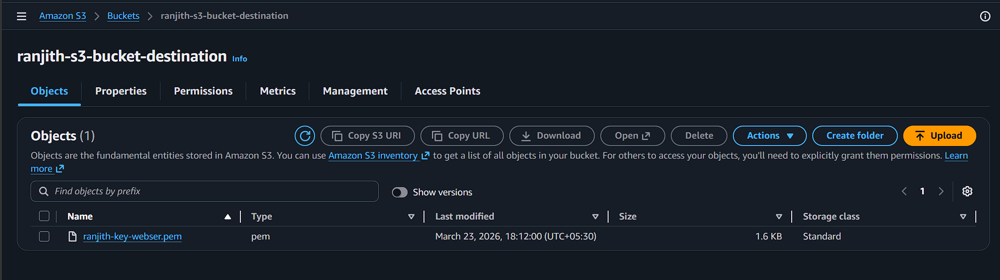 Amazon S3 > Buckets > ranjith-s3-bucket-destination
ranjith-s3-bucket-destination Info
Objects Properties Permissions Metrics Management Access Points
Objects (1) Copy S3 URI Copy URL Download Open Delete Actions Create folder Upload
Objects are the fundamental entities stored in Amazon S3. You can use Amazon S3 inventory to get a list of all objects in your bucket. For others to access your objects, you'll need to explicitly grant them permissions. Learn
more
Find objects by prefix Show versions 1
Name Type Last modified Size Storage class
ranjith-key-webser.pem pem March 23, 2026, 18:12:00 (UTC+05:30) 1.6 KB Standard